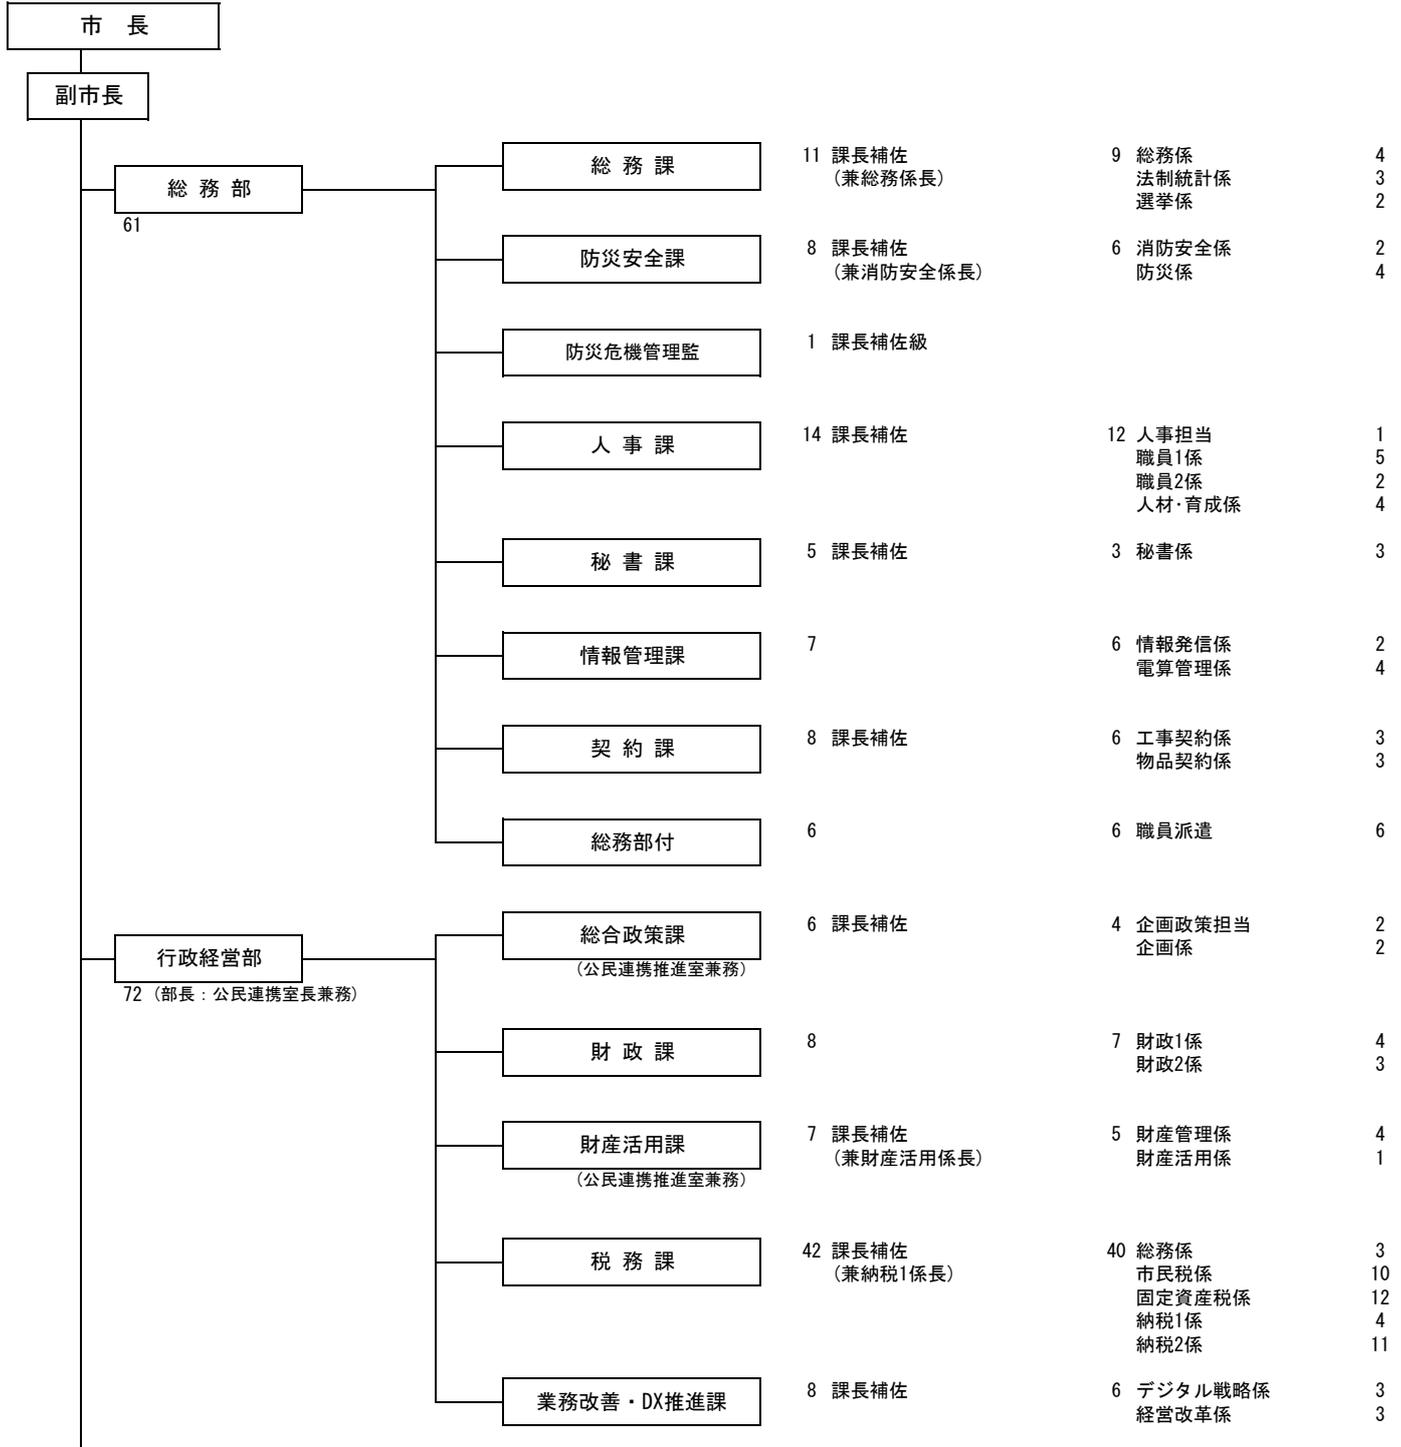 市　長
副市長
総 務 課 11 課長補佐 9 総務係 4
(兼総務係長) 法制統計係 3
総 務 部 選挙係 2
61
防災安全課 8 課長補佐 6 消防安全係 2
(兼消防安全係長) 防災係 4
防災危機管理監 1 課長補佐級
人 事 課 14 課長補佐 12 人事担当 1
職員1係 5
職員2係 2
人材･育成係 4
秘 書 課 5 課長補佐 3 秘書係 3
情報管理課 7 6 情報発信係 2
電算管理係 4
契 約 課 8 課長補佐 6 工事契約係 3
物品契約係 3
総務部付 6 6 職員派遣 6
総合政策課 6 課長補佐 4 企画政策担当 2
行政経営部 企画係 2
(公民連携推進室兼務)
72 (部長：公民連携室長兼務)
財 政 課 8 7 財政1係 4
財政2係 3
財産活用課 7 課長補佐 5 財産管理係 4
(兼財産活用係長) 財産活用係 1
(公民連携推進室兼務)
税 務 課 42 課長補佐 40 総務係 3
(兼納税1係長) 市民税係 10
固定資産税係 12
納税1係 4
納税2係 11
業務改善・DX推進課 8 課長補佐 6 デジタル戦略係 3
経営改革係 3